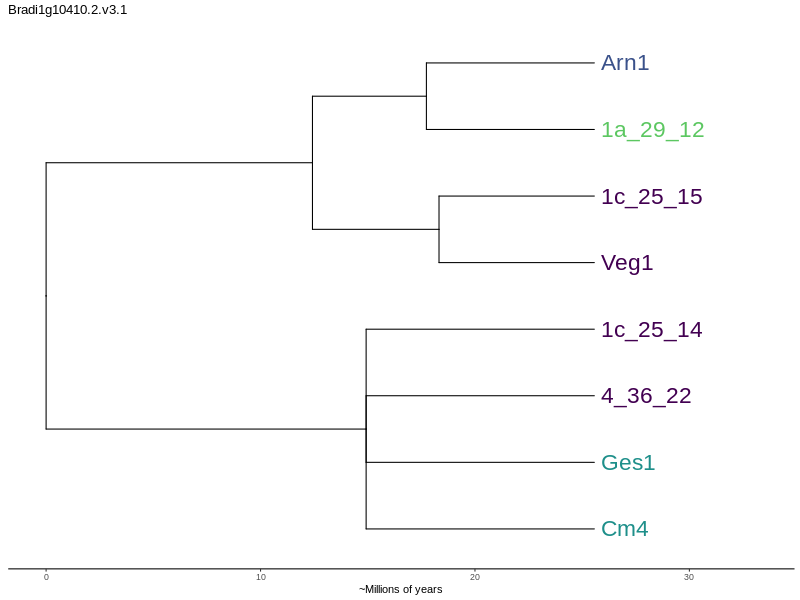 Bradi1g10410.2.v3.1
Arn1
1a_29_12
1c_25_15
Veg1
1c_25_14
4_36_22
Ges1
Cm4
0 10 20 30
~Millions of years